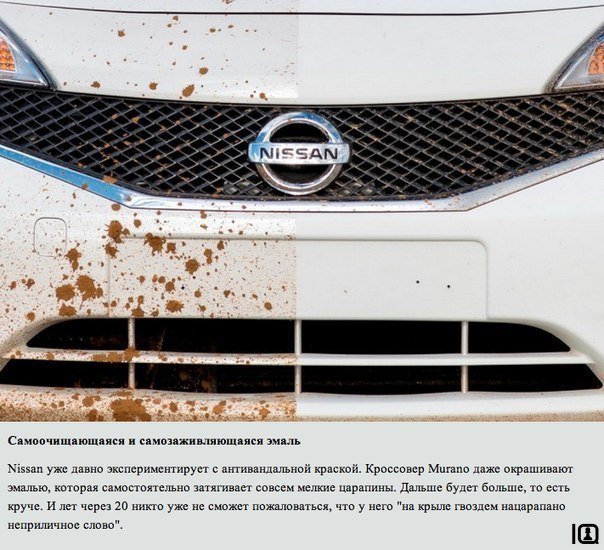 NISSAN
Самоочищающаяся и самозаживляющаяся эмаль
Nissan уже давно экспериментирует с антивандальной краской. Кроссовер Murano даже окрашивают
эмалью, которая самостоятельно затягивает совсем мелкие царапины. Дальше будет больше, то есть
круче. И лет через 20 никто уже не сможет пожаловаться, что у него "на крыле гвоздем нацарапано
неприличное слово".